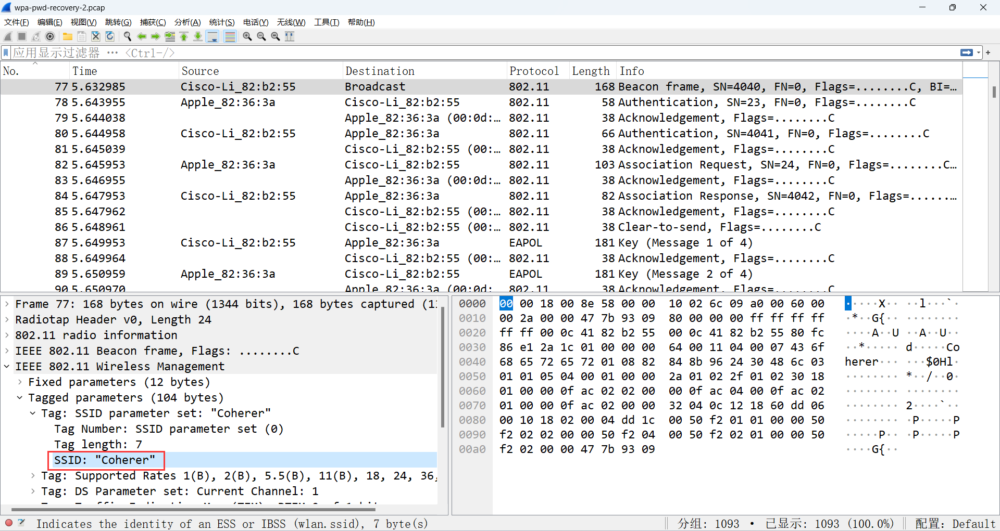 wpa-pwd-recovery-2.pcap
文件(F) 编辑(E) 视图(V) 跳转(G) 捕获(C) 分析(A) 统计(S) 电话(Y) 无线(W) 工具(T) 帮助(H)
应用显示过滤器 … <Ctrl-/>
No. Time Source Destination Protocol Length Info
77 5.632985 Cisco-Li_82:b2:55 Broadcast 802.11 168 Beacon frame, SN=4040, FN=0, Flags=........C, BI=…
78 5.643955 Apple_82:36:3a Cisco-Li_82:b2:55 802.11 58 Authentication, SN=23, FN=0, Flags=........C
79 5.644038 Apple_82:36:3a (00:0d:… 802.11 38 Acknowledgement, Flags=........C
80 5.644958 Cisco-Li_82:b2:55 Apple_82:36:3a 802.11 66 Authentication, SN=4041, FN=0, Flags=........C
81 5.645039 Cisco-Li_82:b2:55 (00:… 802.11 38 Acknowledgement, Flags=........C
82 5.645953 Apple_82:36:3a Cisco-Li_82:b2:55 802.11 103 Association Request, SN=24, FN=0, Flags=........C…
83 5.646955 Apple_82:36:3a (00:0d:… 802.11 38 Acknowledgement, Flags=........C
84 5.647953 Cisco-Li_82:b2:55 Apple_82:36:3a 802.11 82 Association Response, SN=4042, FN=0, Flags=......…
85 5.647962 Cisco-Li_82:b2:55 (00:… 802.11 38 Acknowledgement, Flags=........C
86 5.648961 Cisco-Li_82:b2:55 (00:… 802.11 38 Clear-to-send, Flags=........C
87 5.649953 Cisco-Li_82:b2:55 Apple_82:36:3a EAPOL 181 Key (Message 1 of 4)
88 5.649964 Cisco-Li_82:b2:55 (00:… 802.11 38 Acknowledgement, Flags=........C
89 5.650959 Apple_82:36:3a Cisco-Li_82:b2:55 EAPOL 181 Key (Message 2 of 4)
90 5.650970 Apple_82:36:3a (00:0d: 802.11 38 Acknowledgement, Flags=........C
Frame 77: 168 bytes on wire (1344 bits), 168 bytes captured (1
Radiotap Header v0, Length 24
802.11 radio information
IEEE 802.11 Beacon frame, Flags: ........C
IEEE 802.11 Wireless Management
Fixed parameters (12 bytes)
Tagged parameters (104 bytes)
Tag: SSID parameter set: "Coherer"
Tag Number: SSID parameter set (0)
Tag length: 7
SSID: "Coherer"
Tag: Supported Rates 1(B), 2(B), 5.5(B), 11(B), 18, 24, 36,
Tag: DS Parameter set: Current Channel: 1
0000 00 00 18 00 8e 58 00 00 10 02 6c 09 a0 00 60 00 ·····X·· ··l···`·
0010 00 2a 00 00 47 7b 93 09 80 00 00 00 ff ff ff ff ·*··G{·· ········
0020 ff ff 00 0c 41 82 b2 55 00 0c 41 82 b2 55 80 fc ····A··U ··A··U··
0030 86 e1 2a 1c 01 00 00 00 64 00 11 04 00 07 43 6f ··*····· d·····Co
0040 68 65 72 65 72 01 08 82 84 8b 96 24 30 48 6c 03 herer··· ···$0Hl·
0050 01 01 05 04 00 01 00 00 2a 01 02 2f 01 02 30 18 ········ *··/··0·
0060 01 00 00 0f ac 02 02 00 00 0f ac 04 00 0f ac 02 ········ ········
0070 01 00 00 0f ac 02 00 00 32 04 0c 12 18 60 dd 06 ········ 2····`··
0080 00 10 18 02 00 04 dd 1c 00 50 f2 01 01 00 00 50 ········ ·P·····P
0090 f2 02 02 00 00 50 f2 04 00 50 f2 02 01 00 00 50 ·····P·· ·P·····P
00a0 f2 02 00 00 47 7b 93 09 ····G{··
Indicates the identity of an ESS or IBSS (wlan.ssid), 7 byte(s) 分组: 1093 · 已显示: 1093 (100.0%) 配置: Default